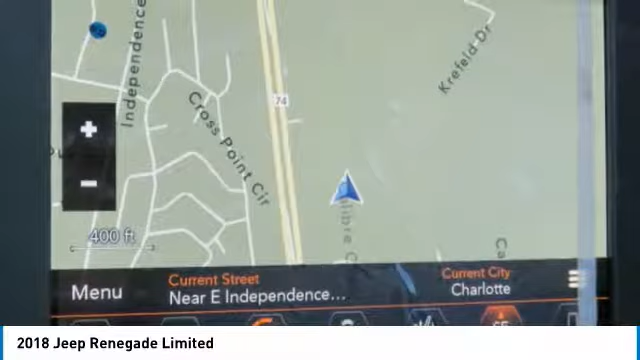 Independence
Krefeld Dr
74
Cross Point Cir
+
−
400 ft
Current Street
Near E Independence...
Current City
Charlotte
Menu
2018 Jeep Renegade Limited